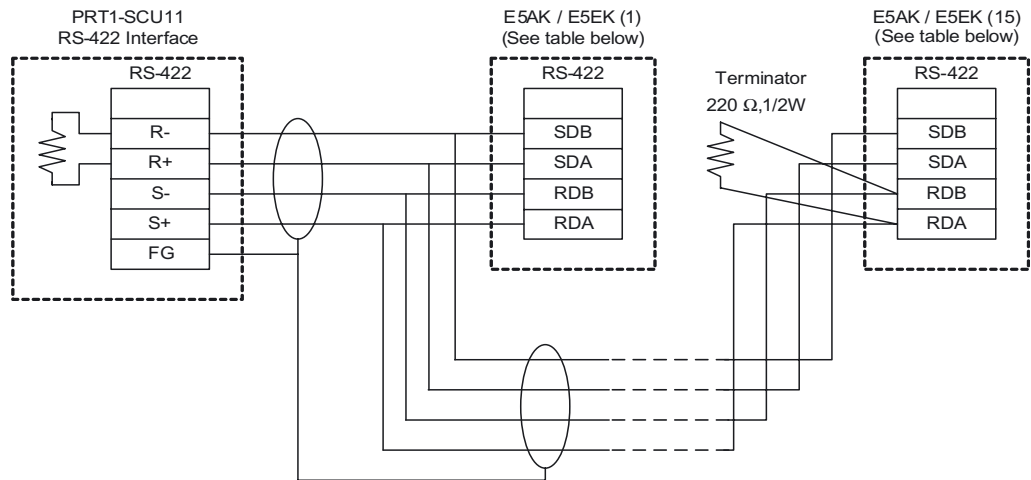 PRT1-SCU11
RS-422 Interface
RS-422
R-
R+
S-
S+
FG
E5AK / E5EK (1)
(See table below)
RS-422
SDB
SDA
RDB
RDA
Terminator
220 Ω,1/2W
E5AK / E5EK (15)
(See table below)
RS-422
SDB
SDA
RDB
RDA